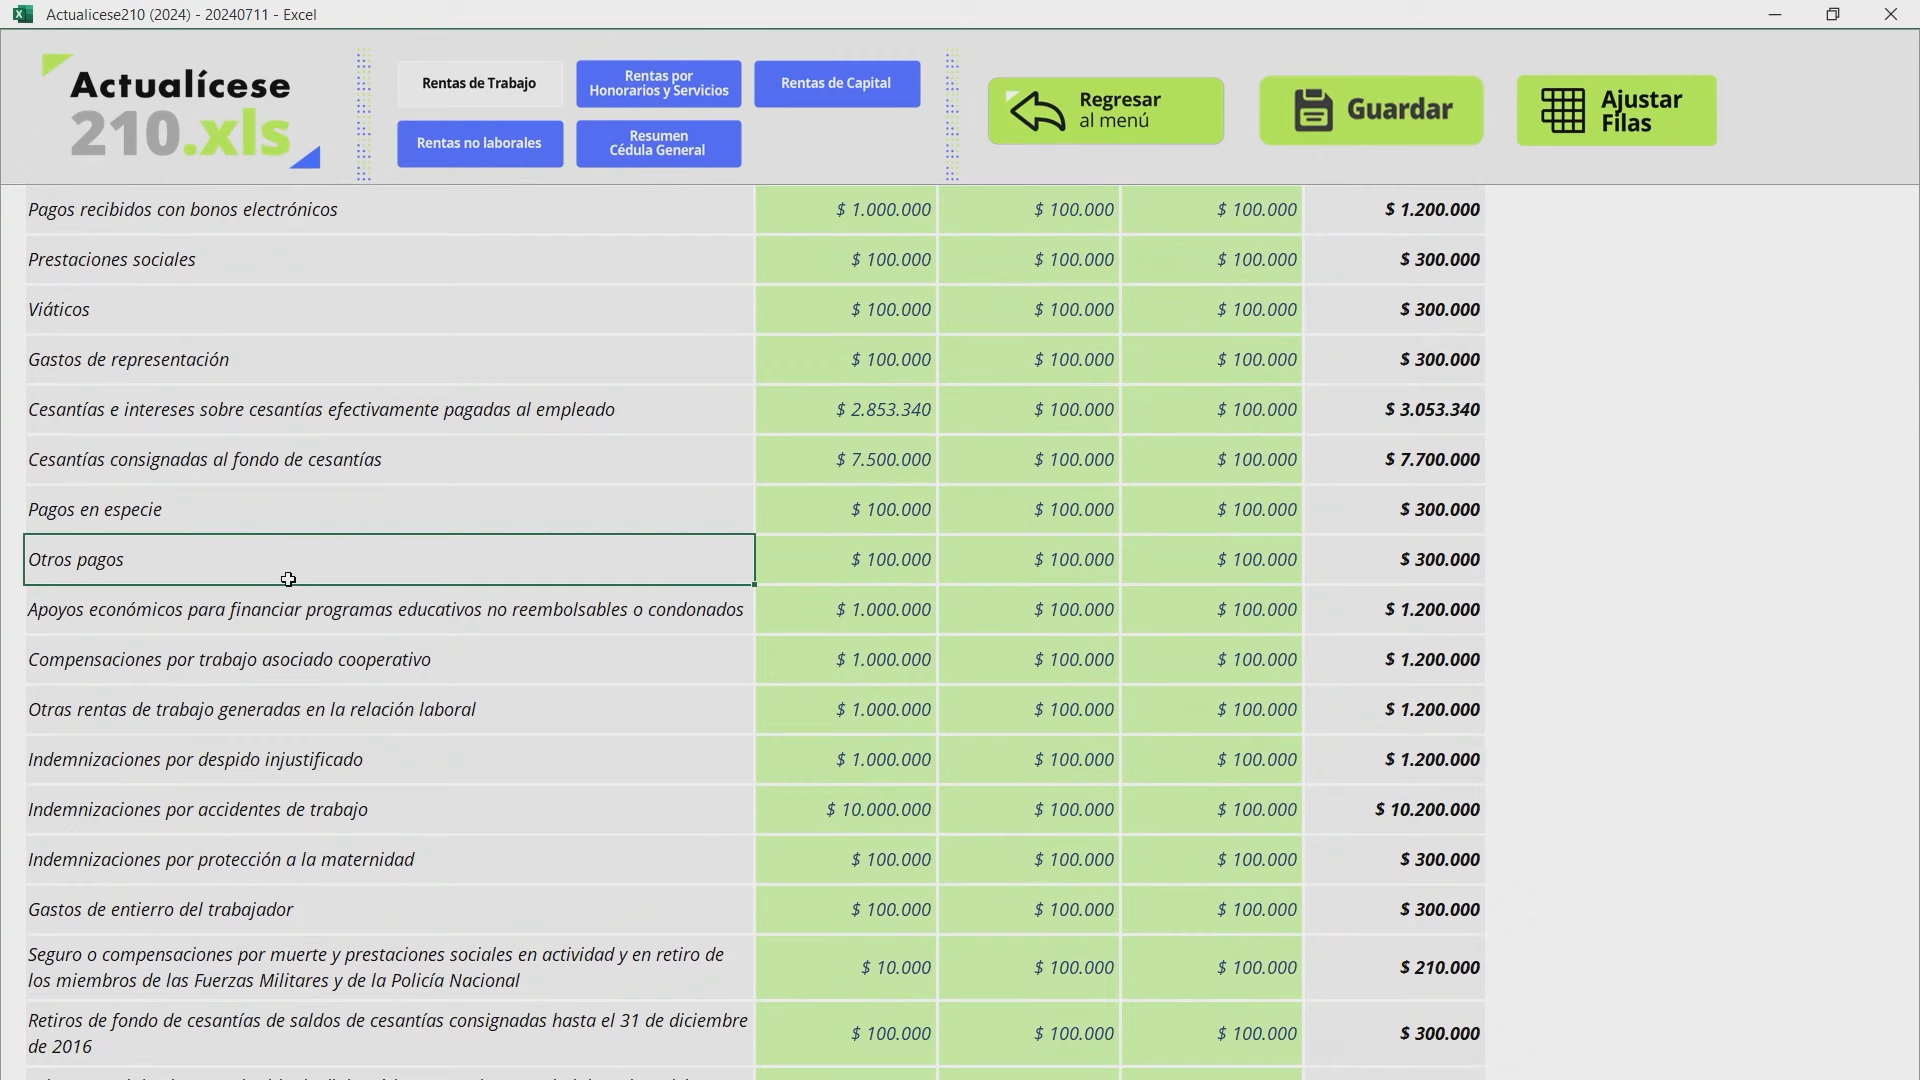 Actualicese210 (2024) - 20240711 - Excel
Actualícese
210.xls
Rentas de Trabajo
Rentas por
Honorarios y Servicios
Rentas de Capital
Rentas no laborales
Resumen
Cédula General
Regresar
al menú
Guardar
Ajustar
Filas
Pagos recibidos con bonos electrónicos $ 1.000.000 $ 100.000 $ 100.000 $ 1.200.000
Prestaciones sociales $ 100.000 $ 100.000 $ 100.000 $ 300.000
Viáticos $ 100.000 $ 100.000 $ 100.000 $ 300.000
Gastos de representación $ 100.000 $ 100.000 $ 100.000 $ 300.000
Cesantías e intereses sobre cesantías efectivamente pagadas al empleado $ 2.853.340 $ 100.000 $ 100.000 $ 3.053.340
Cesantías consignadas al fondo de cesantías $ 7.500.000 $ 100.000 $ 100.000 $ 7.700.000
Pagos en especie $ 100.000 $ 100.000 $ 100.000 $ 300.000
Otros pagos $ 100.000 $ 100.000 $ 100.000 $ 300.000
Apoyos económicos para financiar programas educativos no reembolsables o condonados $ 1.000.000 $ 100.000 $ 100.000 $ 1.200.000
Compensaciones por trabajo asociado cooperativo $ 1.000.000 $ 100.000 $ 100.000 $ 1.200.000
Otras rentas de trabajo generadas en la relación laboral $ 1.000.000 $ 100.000 $ 100.000 $ 1.200.000
Indemnizaciones por despido injustificado $ 1.000.000 $ 100.000 $ 100.000 $ 1.200.000
Indemnizaciones por accidentes de trabajo $ 10.000.000 $ 100.000 $ 100.000 $ 10.200.000
Indemnizaciones por protección a la maternidad $ 100.000 $ 100.000 $ 100.000 $ 300.000
Gastos de entierro del trabajador $ 100.000 $ 100.000 $ 100.000 $ 300.000
Seguro o compensaciones por muerte y prestaciones sociales en actividad y en retiro de
los miembros de las Fuerzas Militares y de la Policía Nacional $ 10.000 $ 100.000 $ 100.000 $ 210.000
Retiros de fondo de cesantías de saldos de cesantías consignadas hasta el 31 de diciembre
de 2016 $ 100.000 $ 100.000 $ 100.000 $ 300.000